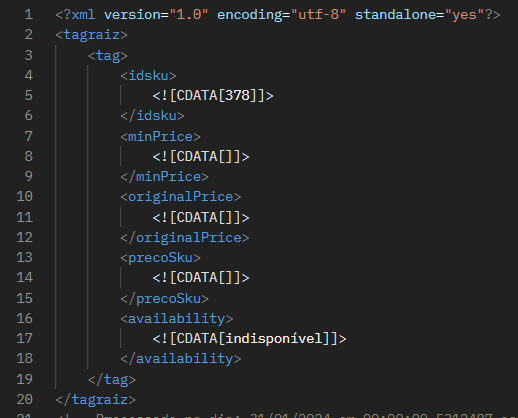 1 <?xml version="1.0" encoding="utf-8" standalone="yes"?>
2 <tagraiz>
3 <tag>
4 <idsku>
5 <![CDATA[378]]>
6 </idsku>
7 <minPrice>
8 <![CDATA[]]>
9 </minPrice>
10 <originalPrice>
11 <![CDATA[]]>
12 </originalPrice>
13 <precoSku>
14 <![CDATA[]]>
15 </precoSku>
16 <availability>
17 <![CDATA[indisponível]]>
18 </availability>
19 </tag>
20 </tagraiz>